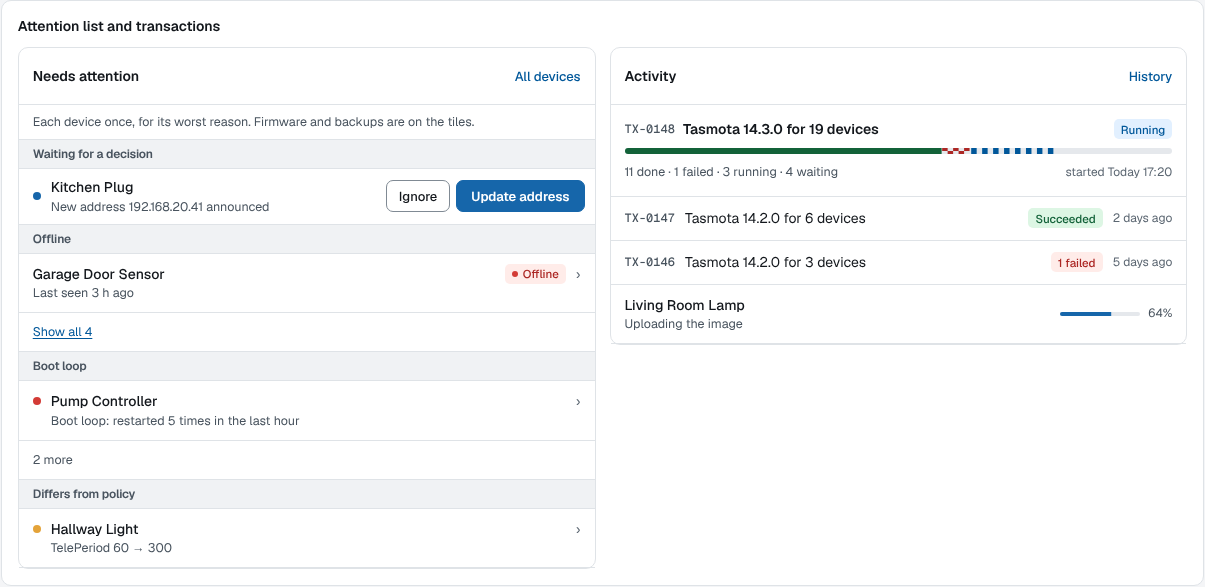 Attention list and transactions
Needs attention
All devices
Each device once, for its worst reason. Firmware and backups are on the tiles.
Waiting for a decision
Kitchen Plug
New address 192.168.20.41 announced
Ignore
Update address
Offline
Garage Door Sensor
Last seen 3 h ago
Offline
Show all 4
Boot loop
Pump Controller
Boot loop: restarted 5 times in the last hour
2 more
Differs from policy
Hallway Light
TelePeriod 60 → 300
Activity
History
TX-0148 Tasmota 14.3.0 for 19 devices
Running
11 done · 1 failed · 3 running · 4 waiting
started Today 17:20
TX-0147 Tasmota 14.2.0 for 6 devices
Succeeded
2 days ago
TX-0146 Tasmota 14.2.0 for 3 devices
1 failed
5 days ago
Living Room Lamp
Uploading the image
64%